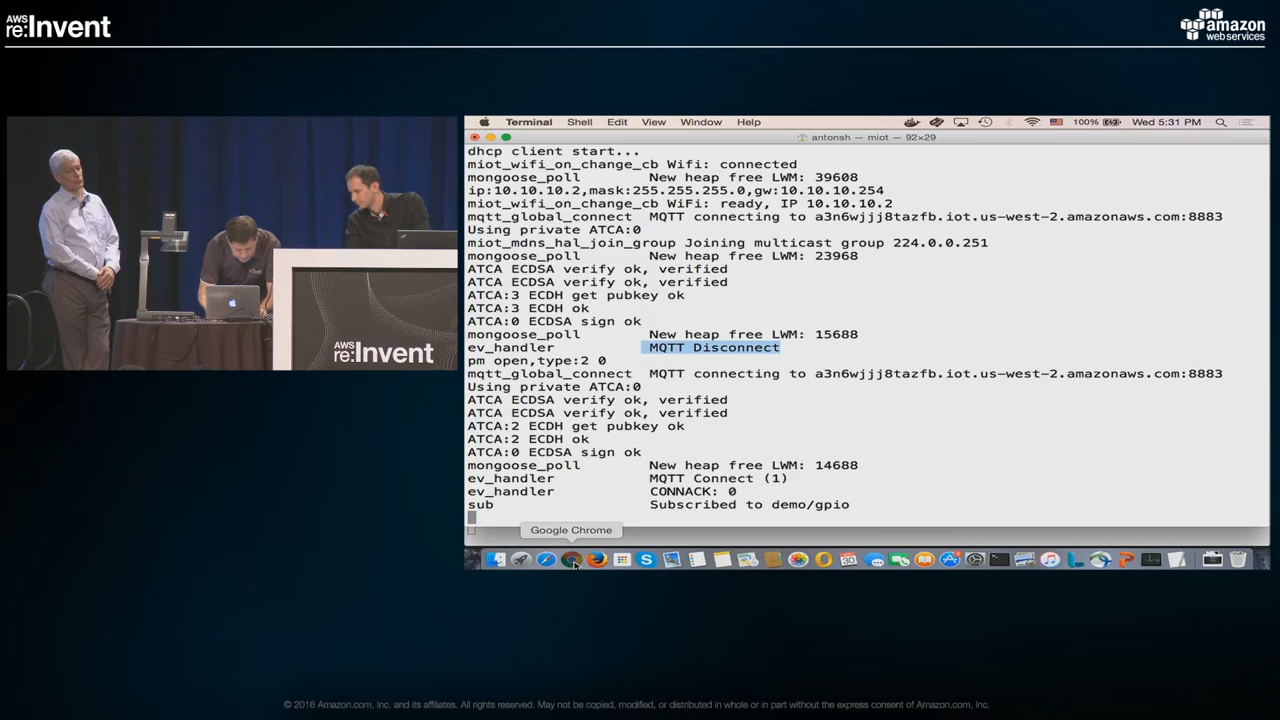 AWS
re:Invent
amazon
web services
Terminal Shell Edit View Window Help 100% Wed 5:31 PM
antonsh — miot — 92×29
dhcp client start...
miot_wifi_on_change_cb Wifi: connected
mongoose_poll New heap free LWM: 39608
ip:10.10.10.2,mask:255.255.255.0,gw:10.10.10.254
miot_wifi_on_change_cb WiFi: ready, IP 10.10.10.2
mqtt_global_connect MQTT connecting to a3n6wjjj8tazfb.iot.us-west-2.amazonaws.com:8883
Using private ATCA:0
miot_mdns_hal_join_group Joining multicast group 224.0.0.251
mongoose_poll New heap free LWM: 23968
ATCA ECDSA verify ok, verified
ATCA ECDSA verify ok, verified
ATCA:3 ECDH get pubkey ok
ATCA:3 ECDH ok
ATCA:0 ECDSA sign ok
mongoose_poll New heap free LWM: 15688
ev_handler MQTT Disconnect
pm open,type:2 0
mqtt_global_connect MQTT connecting to a3n6wjjj8tazfb.iot.us-west-2.amazonaws.com:8883
Using private ATCA:0
ATCA ECDSA verify ok, verified
ATCA ECDSA verify ok, verified
ATCA:2 ECDH get pubkey ok
ATCA:2 ECDH ok
ATCA:0 ECDSA sign ok
mongoose_poll New heap free LWM: 14688
ev_handler MQTT Connect (1)
ev_handler CONNACK: 0
sub Subscribed to demo/gpio
Google Chrome
re:Invent
© 2016 Amazon.com, Inc. and its affiliates. All rights reserved. May not be copied, modified, or distributed in whole or in part without the express consent of Amazon.com, Inc.